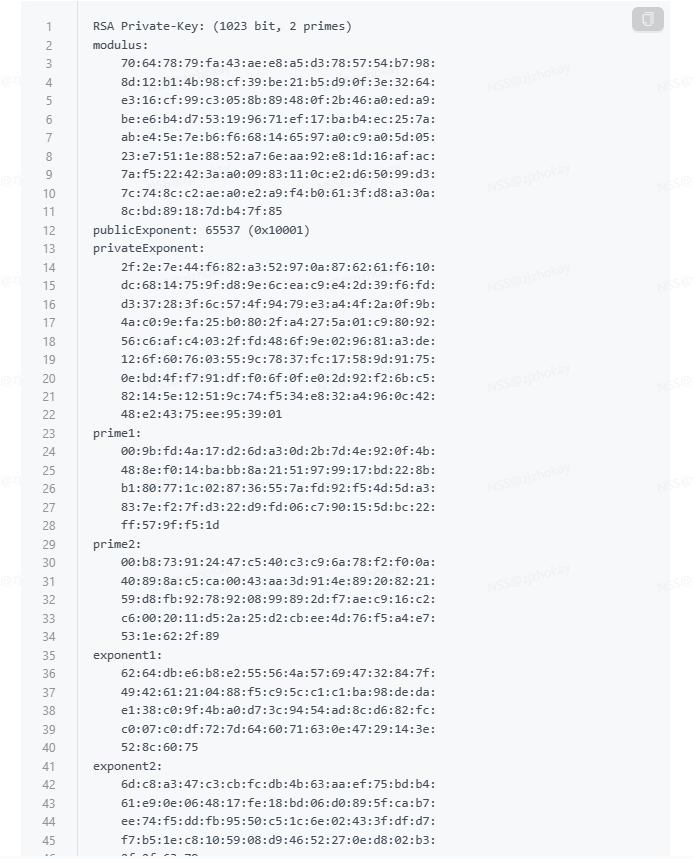 1 RSA Private-Key: (1023 bit, 2 primes)
2 modulus:
3 70:64:78:79:fa:43:ae:e8:a5:d3:78:57:54:b7:98:
4 8d:12:b1:4b:98:cf:39:be:21:b5:d9:0f:3e:32:64:
5 e3:16:cf:99:c3:05:8b:89:48:0f:2b:46:a0:ed:a9:
6 be:e6:b4:d7:53:19:96:71:ef:17:ba:b4:ec:25:7a:
7 ab:e4:5e:7e:b6:f6:68:14:65:97:a0:c9:a0:5d:05:
8 23:e7:51:1e:88:52:a7:6e:aa:92:e8:1d:16:af:ac:
9 7a:f5:22:42:3a:a0:09:83:11:0c:e2:d6:50:99:d3:
10 7c:74:8c:c2:ae:a0:e2:a9:f4:b0:61:3f:d8:a3:0a:
11 8c:bd:89:18:7d:b4:7f:85
12 publicExponent: 65537 (0x10001)
13 privateExponent:
14 2f:2e:7e:44:f6:82:a3:52:97:0a:87:62:61:f6:10:
15 dc:68:14:75:9f:d8:9e:6c:ea:c9:e4:2d:39:f6:fd:
16 d3:37:28:3f:6c:57:4f:94:79:e3:a4:4f:2a:0f:9b:
17 4a:c0:9e:fa:25:b0:80:2f:a4:27:5a:01:c9:80:92:
18 56:c6:af:c4:03:2f:fd:48:6f:9e:02:96:81:a3:de:
19 12:6f:60:76:03:55:9c:78:37:fc:17:58:9d:91:75:
20 0e:bd:4f:f7:91:df:f0:6f:0f:e0:2d:92:f2:6b:c5:
21 82:14:5e:12:51:9c:74:f5:34:e8:32:a4:96:0c:42:
22 48:e2:43:75:ee:95:39:01
23 prime1:
24 00:9b:fd:4a:17:d2:6d:a3:0d:2b:7d:4e:92:0f:4b:
25 48:8e:f0:14:ba:bb:8a:21:51:97:99:17:bd:22:8b:
26 b1:80:77:1c:02:87:36:55:7a:fd:92:f5:4d:5d:a3:
27 83:7e:f2:7f:d3:22:d9:fd:06:c7:90:15:5d:bc:22:
28 ff:57:9f:f5:1d
29 prime2:
30 00:b8:73:91:24:47:c5:40:c3:c9:6a:78:f2:f0:0a:
31 40:89:8a:c5:ca:00:43:aa:3d:91:4e:89:20:82:21:
32 59:d8:fb:92:78:92:08:99:89:2d:f7:ae:c9:16:c2:
33 c6:00:20:11:d5:2a:25:d2:cb:ee:4d:76:f5:a4:e7:
34 53:1e:62:2f:89
35 exponent1:
36 62:64:db:e6:b8:e2:55:56:4a:57:69:47:32:84:7f:
37 49:42:61:21:04:88:f5:c9:5c:c1:c1:ba:98:de:da:
38 e1:38:c0:9f:4b:a0:d7:3c:94:54:ad:8c:d6:82:fc:
39 c0:07:c0:df:72:7d:64:60:71:63:0e:47:29:14:3e:
40 52:8c:60:75
41 exponent2:
42 6d:c8:a3:47:c3:cb:fc:db:4b:63:aa:ef:75:bd:b4:
43 61:e9:0e:06:48:17:fe:18:bd:06:d0:89:5f:ca:b7:
44 ee:74:f5:dd:fb:95:50:c5:1c:6e:02:43:3f:df:d7:
45 f7:b5:1e:c8:10:59:08:d9:46:52:27:0e:d8:02:b3: